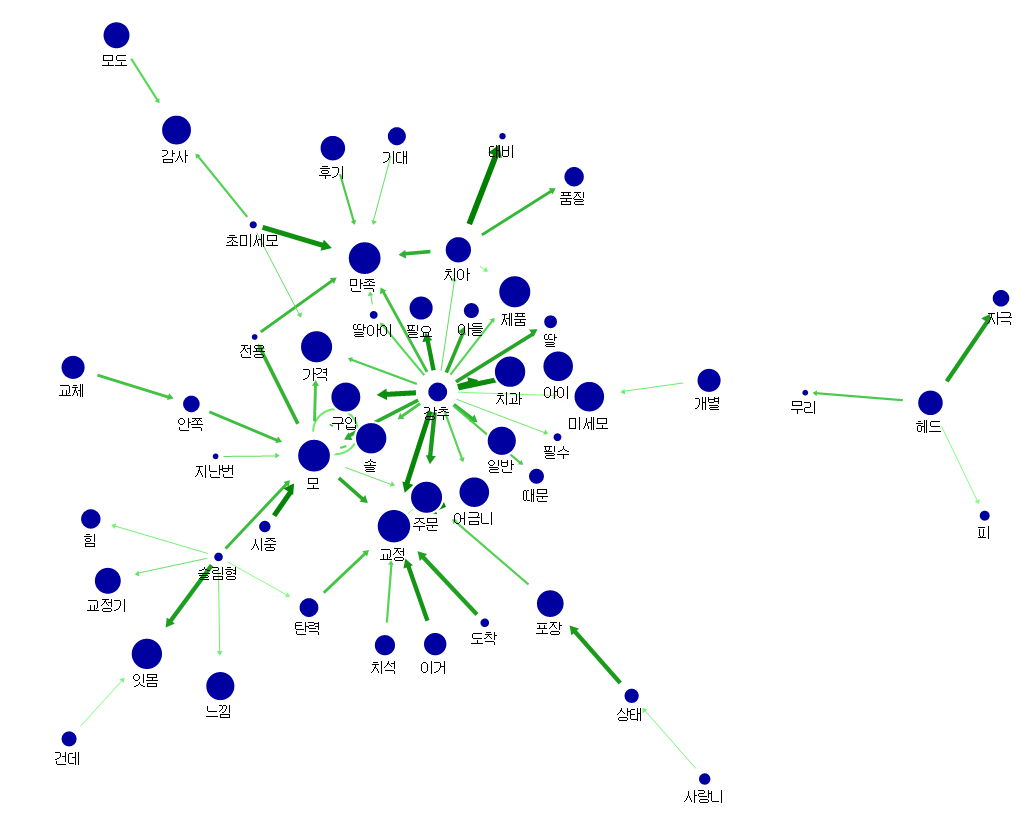 모도
감사
후기
기대
대비
품질
초미세모
만족
치아
제품
자극
딸아이
필요
아들
딸
전용
가격
교체
치과
아이
개별
무리
헤드
안쪽
구입
강추
미세모
지난번
모
솔
일반
필수
때문
힘
시중
주문
어금니
피
교정
슬림형
교정기
탄력
포장
도착
치석
이거
잇몸
느낌
상태
건데
사랑니